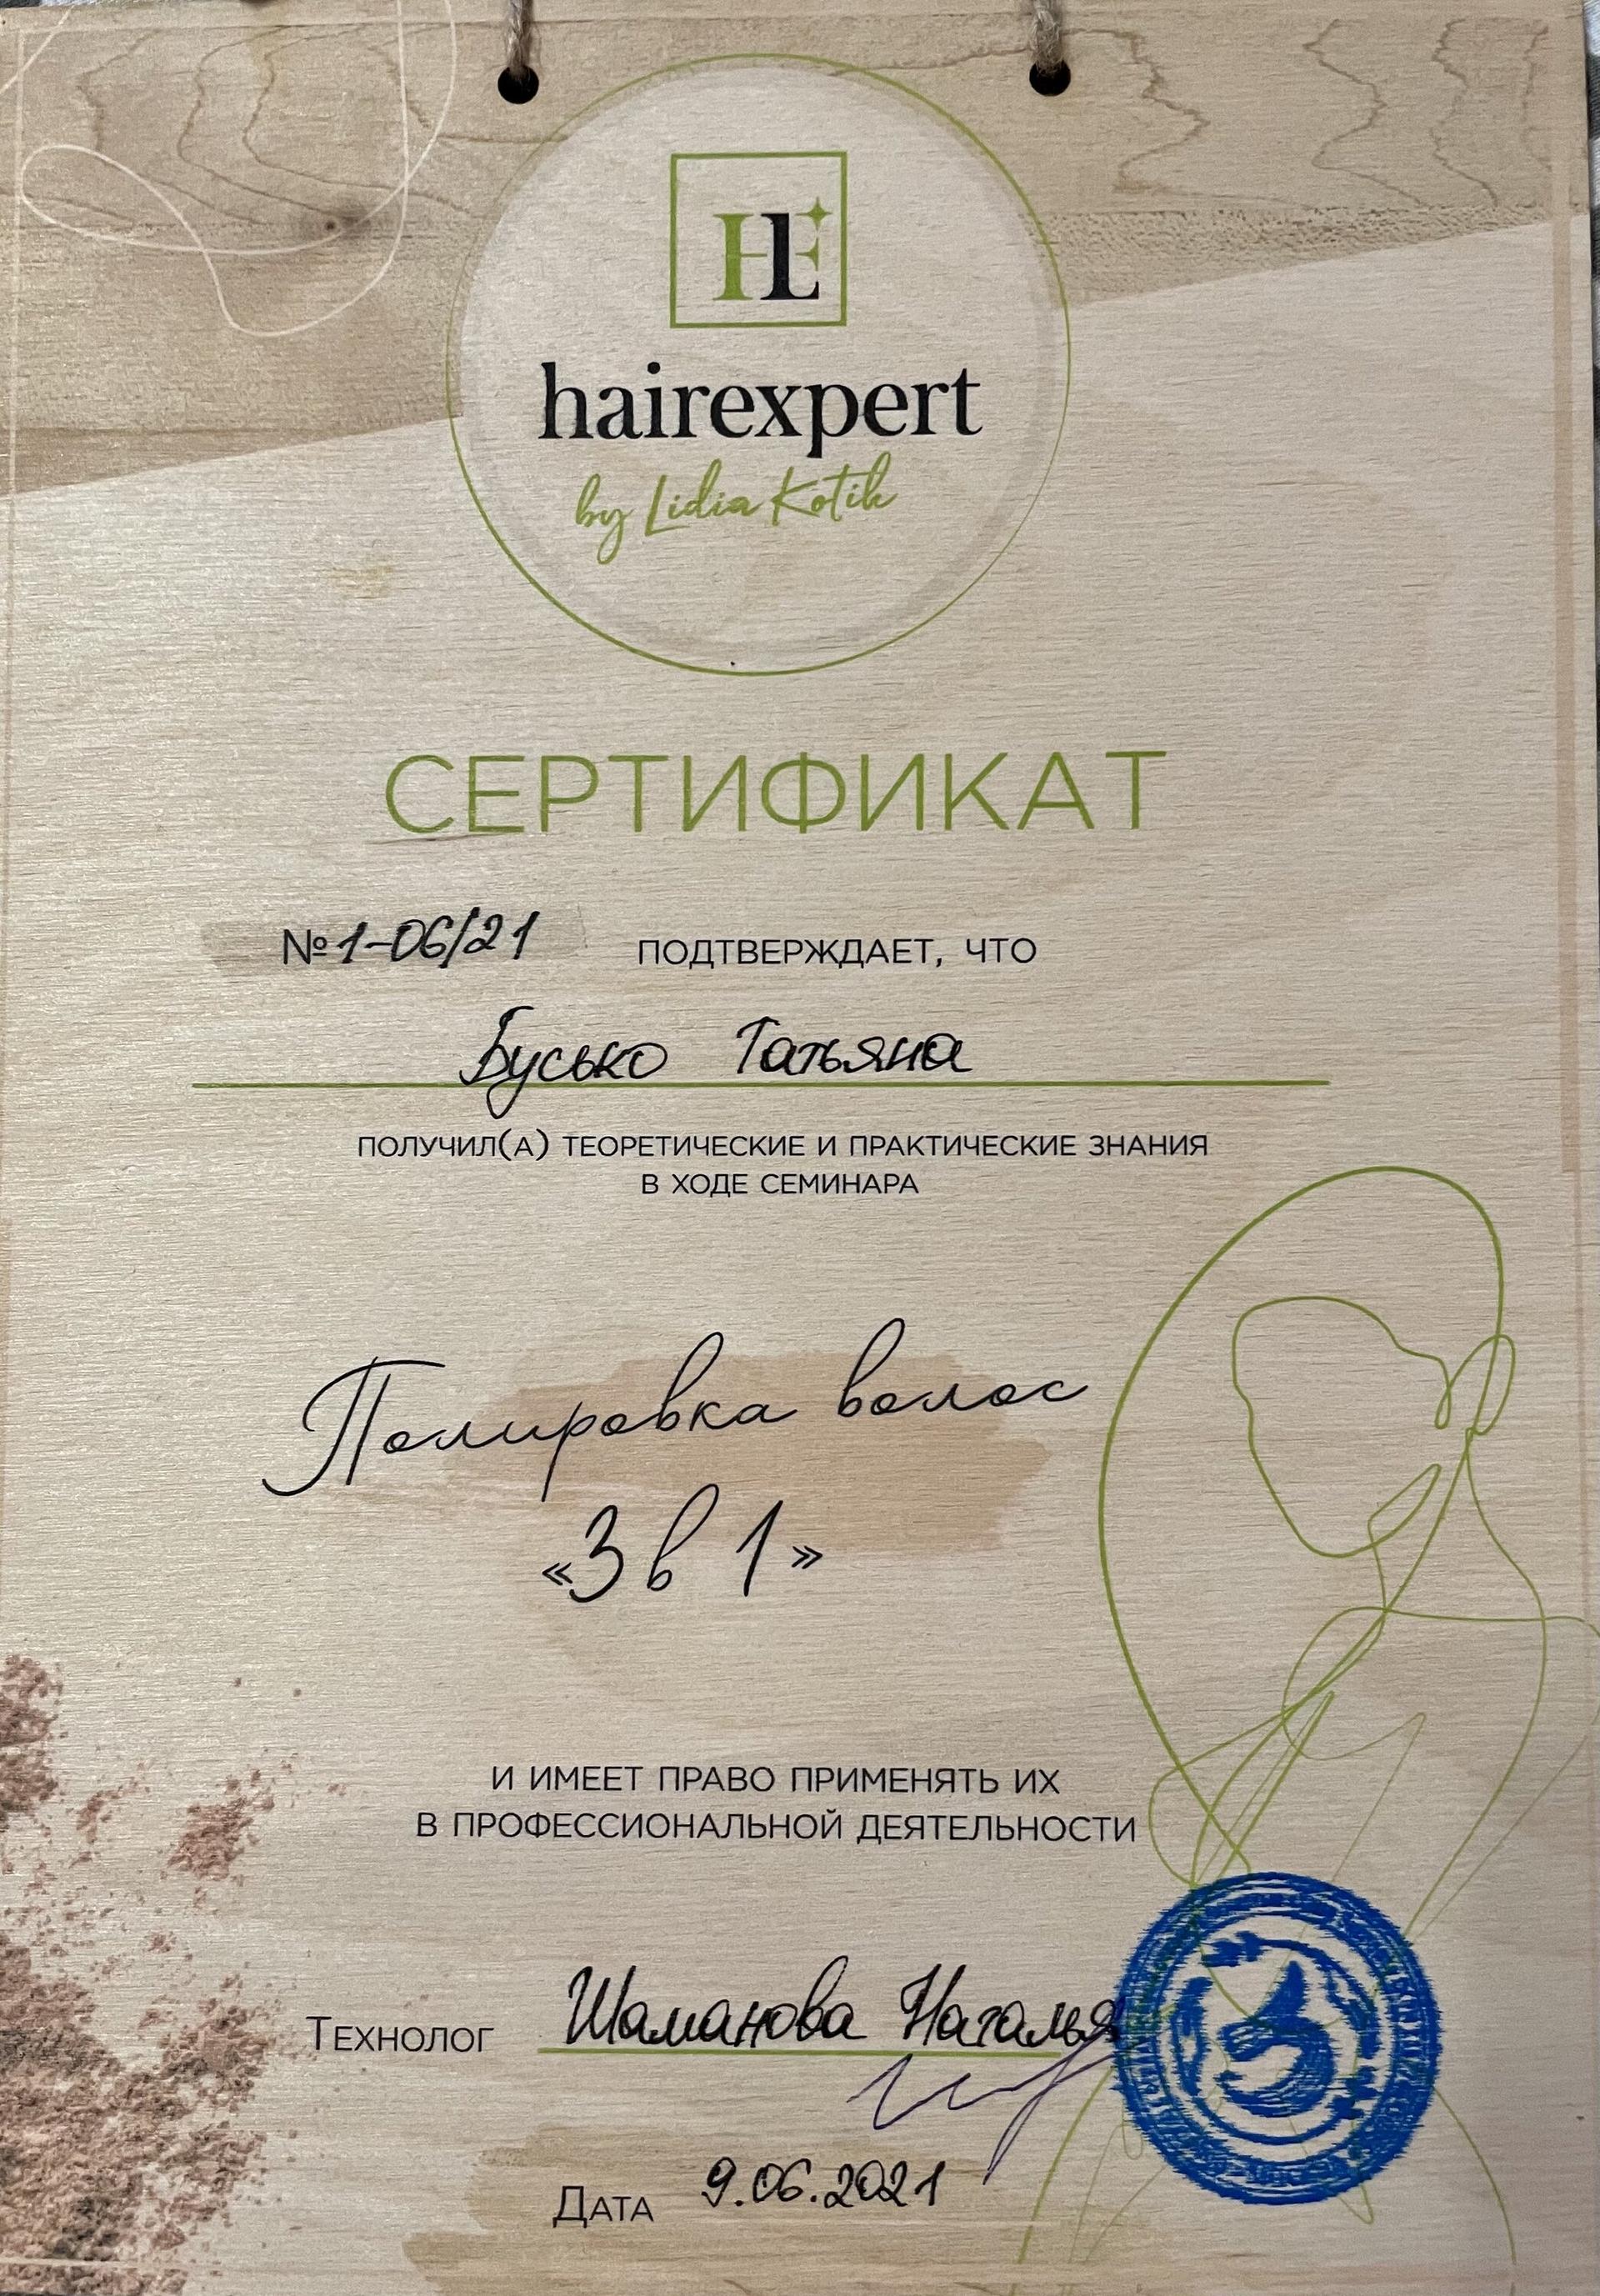 HE
hairexpert
by Lidia Kotik
СЕРТИФИКАТ
№1-06/21 ПОДТВЕРЖДАЕТ, ЧТО
Бусько Татьяна
ПОЛУЧИЛ(А) ТЕОРЕТИЧЕСКИЕ И ПРАКТИЧЕСКИЕ ЗНАНИЯ
В ХОДЕ СЕМИНАРА
Полировка волос
«3 в 1»
И ИМЕЕТ ПРАВО ПРИМЕНЯТЬ ИХ
В ПРОФЕССИОНАЛЬНОЙ ДЕЯТЕЛЬНОСТИ
ТЕХНОЛОГ Шаманова Наталья
ДАТА 9.06.2021